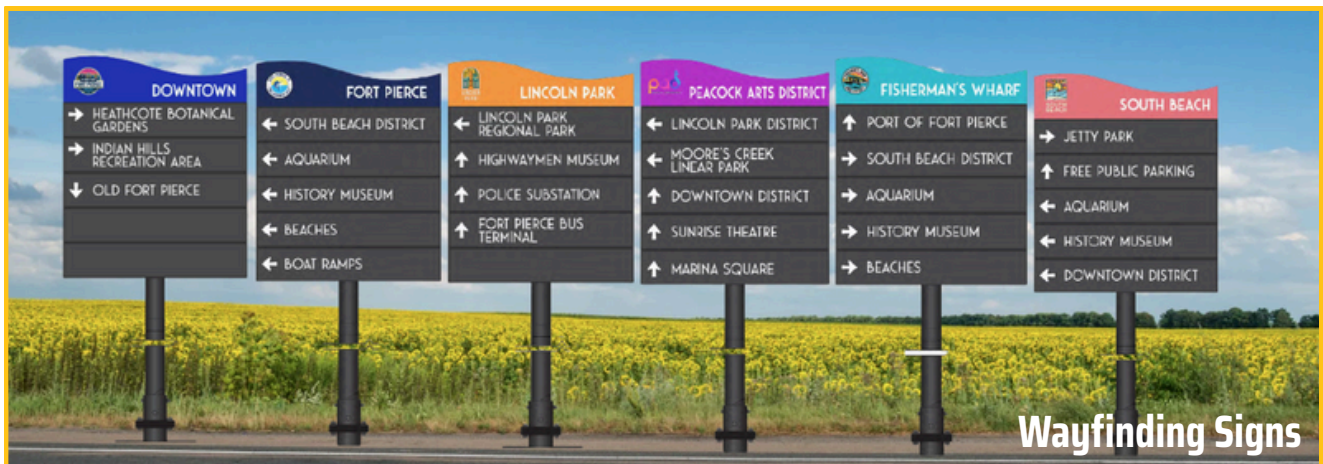 DOWNTOWN
HEATHCOTE BOTANICAL
GARDENS
INDIAN HILLS
RECREATION AREA
OLD FORT PIERCE
FORT PIERCE
SOUTH BEACH DISTRICT
AQUARIUM
HISTORY MUSEUM
BEACHES
BOAT RAMPS
LINCOLN PARK
LINCOLN PARK
REGIONAL PARK
HIGHWAYMEN MUSEUM
POLICE SUBSTATION
FORT PIERCE BUS
TERMINAL
pad
PEACOCK ARTS DISTRICT
LINCOLN PARK DISTRICT
MOORE'S CREEK
LINEAR PARK
DOWNTOWN DISTRICT
SUNRISE THEATRE
MARINA SQUARE
FISHERMAN'S WHARF
PORT OF FORT PIERCE
SOUTH BEACH DISTRICT
AQUARIUM
HISTORY MUSEUM
BEACHES
SOUTH
BEACH
SOUTH BEACH
JETTY PARK
FREE PUBLIC PARKING
AQUARIUM
HISTORY MUSEUM
DOWNTOWN DISTRICT
Wayfinding Signs